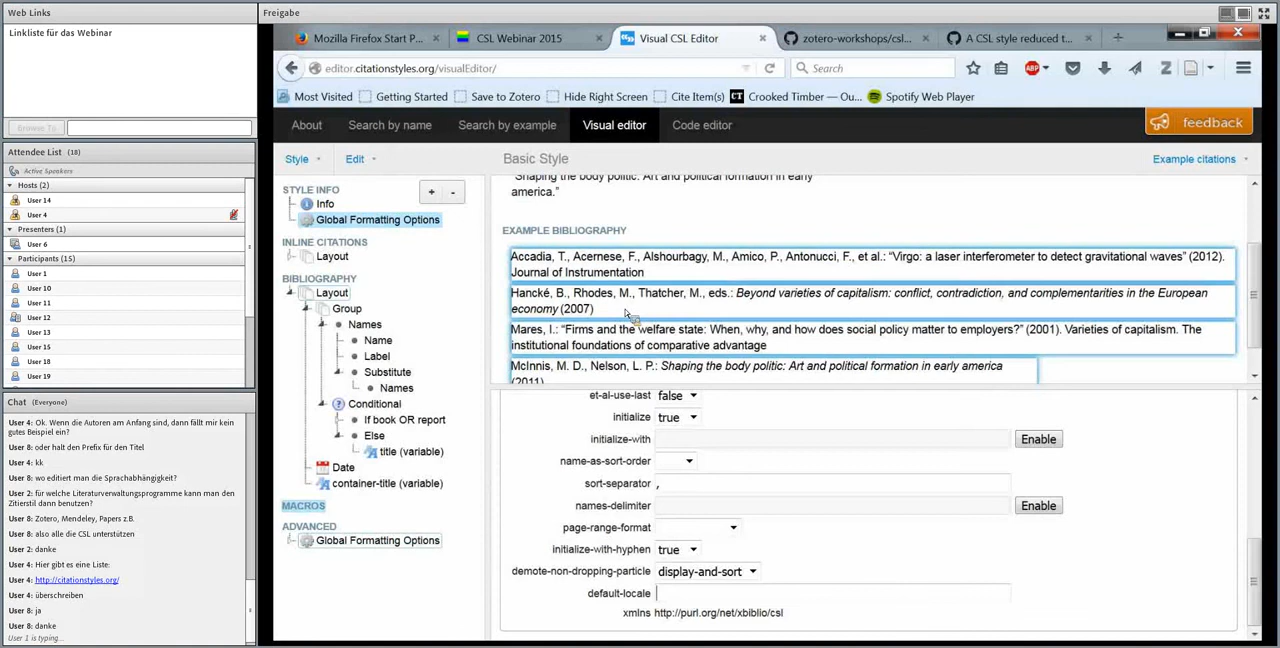 Web Links
Linkliste für das Webinar
Browse To
Attendee List (18)
Active Speakers
Hosts (2)
User 14
User 4
Presenters (1)
User 6
Participants (15)
User 1
User 10
User 11
User 12
User 13
User 15
User 18
User 19
Chat (Everyone)
User 4: Ok. Wenn die Autoren am Anfang sind, dann fällt mir kein
gutes Beispiel ein?
User 8: oder halt den Prefix für den Titel
User 4: kk
User 8: wo editiert man die Sprachabhängigkeit?
User 2: für welche Literaturverwaltungsprogramme kann man den
Zitierstil dann benutzen?
User 8: Zotero, Mendeley, Papers z.B.
User 8: also alle die CSL unterstützen
User 2: danke
User 4: Hier gibt es eine Liste:
User 4: http://citationstyles.org/
User 4: überschreiben
User 8: ja
User 8: danke
User 1 is typing...
Freigabe
Mozilla Firefox Start P...
CSL Webinar 2015
Visual CSL Editor
zotero-workshops/csl...
A CSL style reduced t...
editor.citationstyles.org/visualEditor/
Search
ABP
Z
Most Visited
Getting Started
Save to Zotero
Hide Right Screen
Cite Item(s)
CT Crooked Timber — Ou...
Spotify Web Player
About
Search by name
Search by example
Visual editor
Code editor
feedback
Style
Edit
Basic Style
Example citations
STYLE INFO
+
-
Info
Global Formatting Options
INLINE CITATIONS
Layout
BIBLIOGRAPHY
Layout
Group
Names
Name
Label
Substitute
Names
Conditional
If book OR report
Else
title (variable)
Date
container-title (variable)
MACROS
ADVANCED
Global Formatting Options
"Shaping the body politic: Art and political formation in early
america."
EXAMPLE BIBLIOGRAPHY
Accadia, T., Acernese, F., Alshourbagy, M., Amico, P., Antonucci, F., et al.: “Virgo: a laser interferometer to detect gravitational waves” (2012).
Journal of Instrumentation
Hancké, B., Rhodes, M., Thatcher, M., eds.: Beyond varieties of capitalism: conflict, contradiction, and complementarities in the European
economy (2007)
Mares, I.: “Firms and the welfare state: When, why, and how does social policy matter to employers?” (2001). Varieties of capitalism. The
institutional foundations of comparative advantage
McInnis, M. D., Nelson, L. P.: Shaping the body politic: Art and political formation in early america
(2011)
et-al-use-last false
initialize true
initialize-with Enable
name-as-sort-order
sort-separator ,
names-delimiter Enable
page-range-format
initialize-with-hyphen true
demote-non-dropping-particle display-and-sort
default-locale
xmlns http://purl.org/net/xbiblio/csl